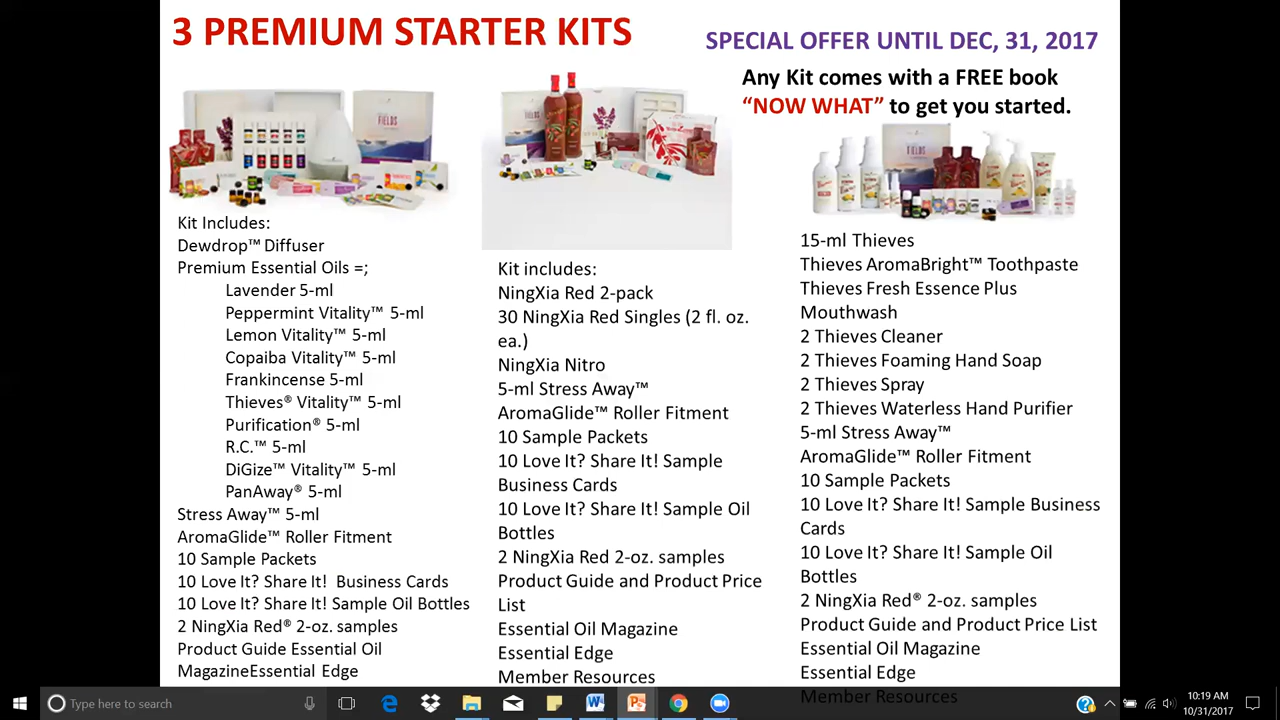 3 PREMIUM STARTER KITS
SPECIAL OFFER UNTIL DEC, 31, 2017
Any Kit comes with a FREE book
“NOW WHAT” to get you started.
Kit Includes:
Dewdrop™ Diffuser
Premium Essential Oils =;
Lavender 5-ml
Peppermint Vitality™ 5-ml
Lemon Vitality™ 5-ml
Copaiba Vitality™ 5-ml
Frankincense 5-ml
Thieves® Vitality™ 5-ml
Purification® 5-ml
R.C.™ 5-ml
DiGize™ Vitality™ 5-ml
PanAway® 5-ml
Stress Away™ 5-ml
AromaGlide™ Roller Fitment
10 Sample Packets
10 Love It? Share It!  Business Cards
10 Love It? Share It! Sample Oil Bottles
2 NingXia Red® 2-oz. samples
Product Guide Essential Oil
MagazineEssential Edge
Kit includes:
NingXia Red 2-pack
30 NingXia Red Singles (2 fl. oz.
ea.)
NingXia Nitro
5-ml Stress Away™
AromaGlide™ Roller Fitment
10 Sample Packets
10 Love It? Share It! Sample
Business Cards
10 Love It? Share It! Sample Oil
Bottles
2 NingXia Red 2-oz. samples
Product Guide and Product Price
List
Essential Oil Magazine
Essential Edge
Member Resources
15-ml Thieves
Thieves AromaBright™ Toothpaste
Thieves Fresh Essence Plus
Mouthwash
2 Thieves Cleaner
2 Thieves Foaming Hand Soap
2 Thieves Spray
2 Thieves Waterless Hand Purifier
5-ml Stress Away™
AromaGlide™ Roller Fitment
10 Sample Packets
10 Love It? Share It! Sample Business
Cards
10 Love It? Share It! Sample Oil
Bottles
2 NingXia Red® 2-oz. samples
Product Guide and Product Price List
Essential Oil Magazine
Essential Edge
Member Resources
FIELDS
FIELDS
Type here to search
10:19 AM
10/31/2017